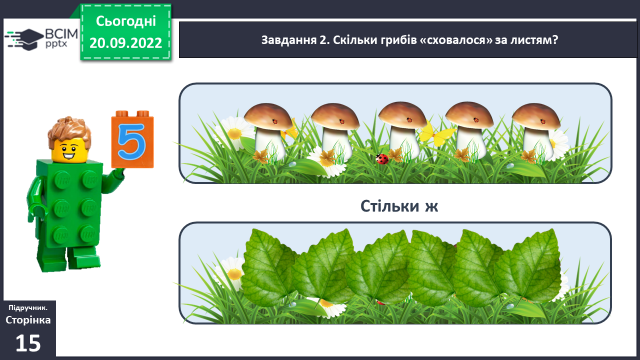 ВСІМ
pptx
Сьогодні
20.09.2022
Завдання 2. Скільки грибів «сховалося» за листям?
5
Стільки ж
Підручник.
Сторінка
15